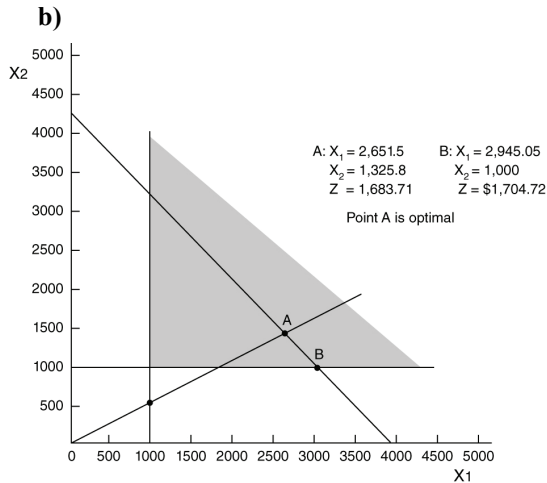 b)
5000
X2
4500
4000
A: X1 = 2,651.5 B: X1 = 2,945.05
3500
X2 = 1,325.8 X2 = 1,000
Z = 1,683.71 Z = $1,704.72
3000
Point A is optimal
2500
2000
1500
A
B
1000
500
0 500 1000 1500 2000 2500 3000 3500 4000 4500 5000
X1